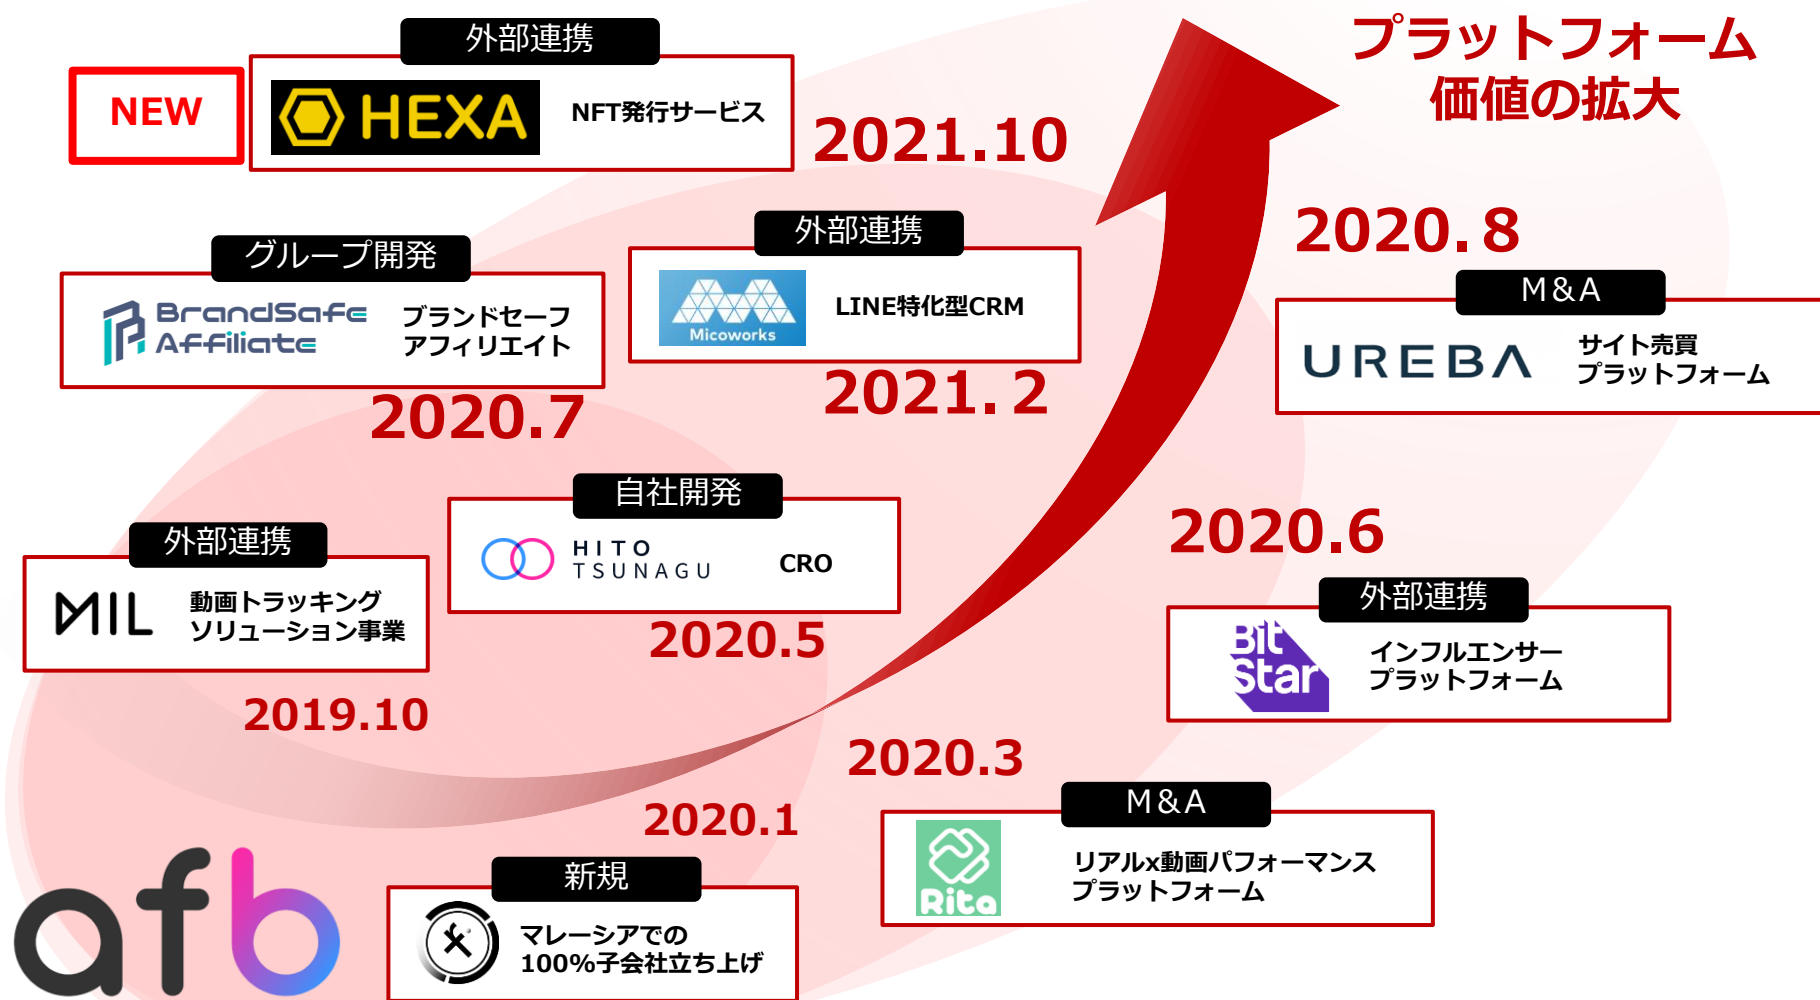 プラットフォーム
価値の拡大
外部連携
NEW
HEXA
NFT発行サービス
2021.10
グループ開発
BrandSafe
Affiliate
ブランドセーフ
アフィリエイト
2020.7
外部連携
Micoworks
LINE特化型CRM
2021.2
2020.8
M&A
UREBA
サイト売買
プラットフォーム
外部連携
MIL
動画トラッキング
ソリューション事業
2019.10
自社開発
HITO
TSUNAGU
CRO
2020.5
2020.6
外部連携
Bit
Star
インフルエンサー
プラットフォーム
2020.1
新規
マレーシアでの
100%子会社立ち上げ
2020.3
M&A
Rita
リアルx動画パフォーマンス
プラットフォーム
afb